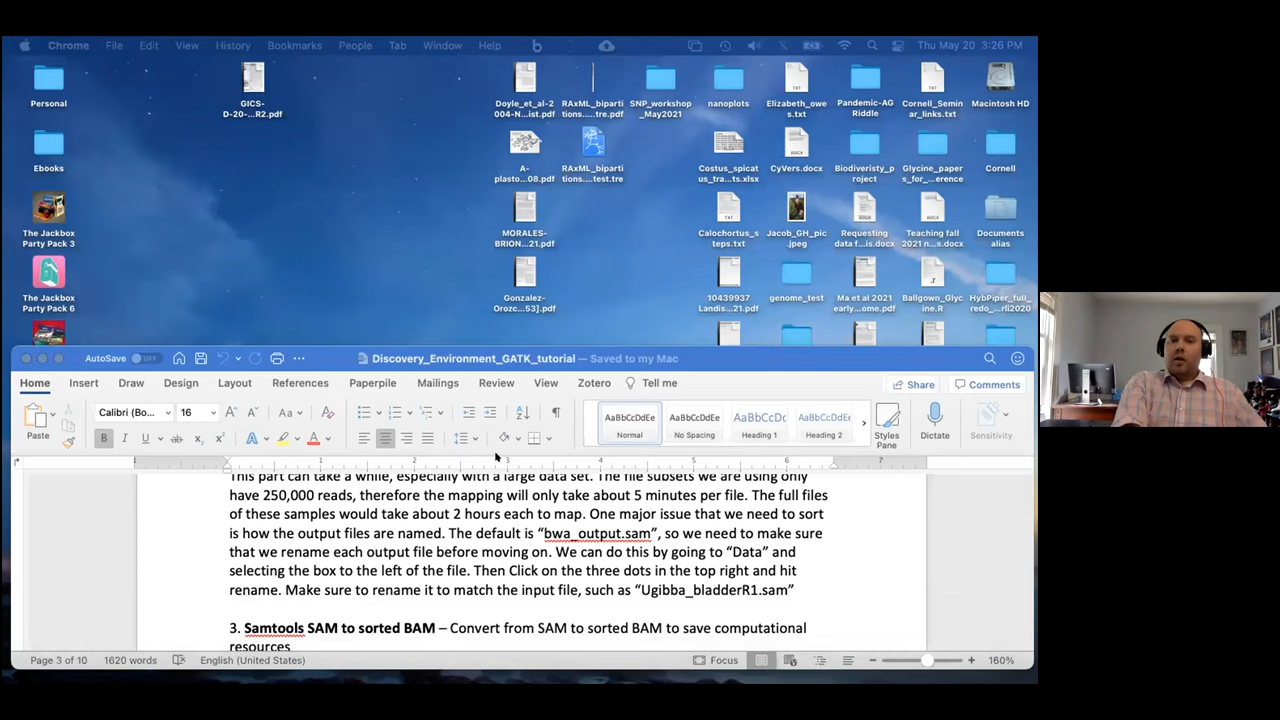 Chrome File Edit View History Bookmarks People Tab Window Help Thu May 20 3:26 PM
Personal
GICS-
D-20-...R2.pdf
Doyle_et_al-2
004-N...ist.pdf
RAxML_biparti
tions.....tre.pdf
SNP_workshop
_May2021
nanoplots
Elizabeth_owe
s.txt
Pandemic-AG
Riddle
Cornell_Semin
ar_links.txt
Macintosh HD
Ebooks
A-
plasto...08.pdf
RAxML_biparti
tions....test.tre
Costus_spicat
us_tra...ts.xlsx
CyVers.docx
Biodiveristy_p
roject
Glycine_paper
s_for_...erence
Cornell
The Jackbox
Party Pack 3
MORALES-
BRION...21.pdf
Calochortus_s
teps.txt
Jacob_GH_pic
.jpeg
Requesting
data f...is.docx
Teaching fall
2021 n...s.docx
Documents
alias
The Jackbox
Party Pack 6
Gonzalez-
Orozc...53].pdf
10439937
Landis...21.pdf
genome_test
Ma et al 2021
early...ome.pdf
Ballgown_Glyc
ine.R
HybPiper_full_
redo_...rli2020
AutoSave OFF
Discovery_Environment_GATK_tutorial — Saved to my Mac
Home Insert Draw Design Layout References Paperpile Mailings Review View Zotero Tell me Share Comments
Paste
Calibri (Bo... 16
AaBbCcDdEe
Normal
AaBbCcDdEe
No Spacing
AaBbCcDc
Heading 1
AaBbCcDdEe
Heading 2
Styles
Pane
Dictate
Sensitivity
1 1 2 3 4 5 6 7
This part can take a while, especially with a large data set. The file subsets we are using only
have 250,000 reads, therefore the mapping will only take about 5 minutes per file. The full files
of these samples would take about 2 hours each to map. One major issue that we need to sort
is how the output files are named. The default is “bwa_output.sam”, so we need to make sure
that we rename each output file before moving on. We can do this by going to “Data” and
selecting the box to the left of the file. Then Click on the three dots in the top right and hit
rename. Make sure to rename it to match the input file, such as “Ugibba_bladderR1.sam”
3. Samtools SAM to sorted BAM – Convert from SAM to sorted BAM to save computational
resources
Page 3 of 10 1620 words English (United States) Focus 160%